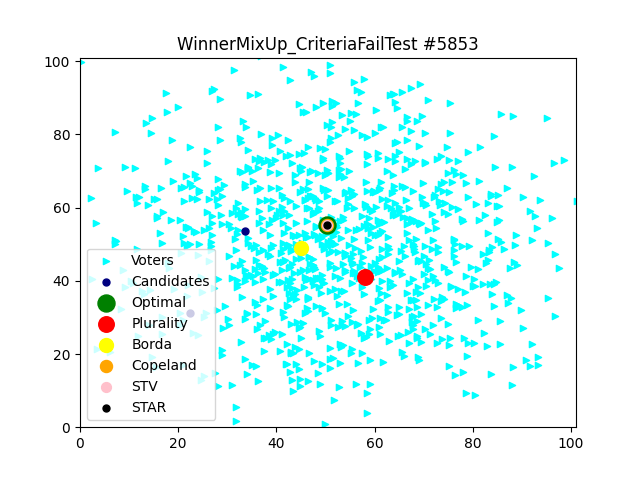 WinnerMixUp_CriteriaFailTest #5853
100
80
60
40
20
0
Voters
Candidates
Optimal
Plurality
Borda
Copeland
STV
STAR
0 20 40 60 80 100